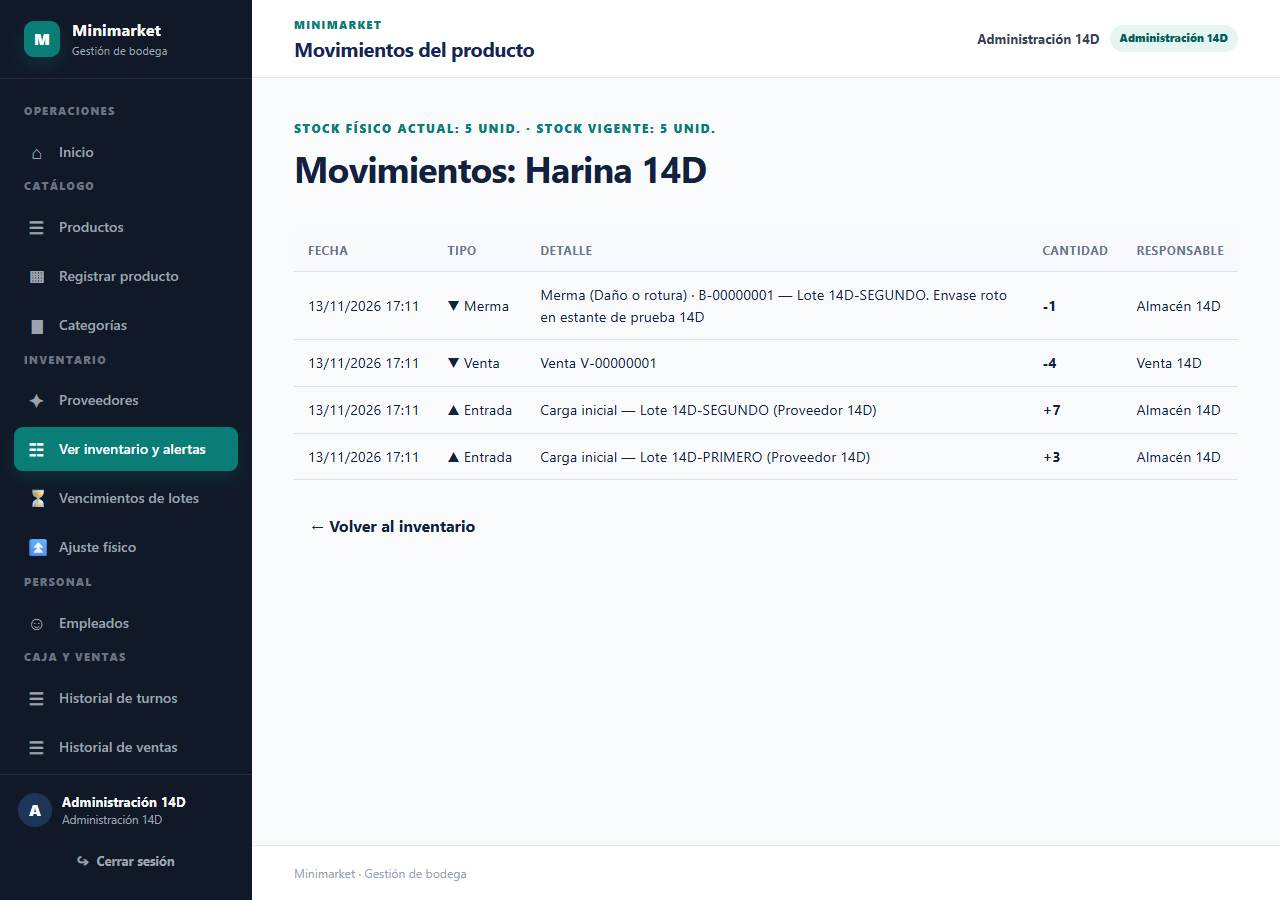 M
Minimarket
Gestión de bodega
OPERACIONES
Inicio
CATÁLOGO
Productos
Registrar producto
Categorías
INVENTARIO
Proveedores
Ver inventario y alertas
Vencimientos de lotes
Ajuste físico
PERSONAL
Empleados
CAJA Y VENTAS
Historial de turnos
Historial de ventas
A
Administración 14D
Administración 14D
Cerrar sesión
MINIMARKET
Movimientos del producto
Administración 14D Administración 14D
STOCK FÍSICO ACTUAL: 5 UNID. · STOCK VIGENTE: 5 UNID.
Movimientos: Harina 14D
FECHA TIPO DETALLE CANTIDAD RESPONSABLE
13/11/2026 17:11 ▼ Merma Merma (Daño o rotura) · B-00000001 — Lote 14D-SEGUNDO. Envase roto
en estante de prueba 14D -1 Almacén 14D
13/11/2026 17:11 ▼ Venta Venta V-00000001 -4 Venta 14D
13/11/2026 17:11 ▲ Entrada Carga inicial — Lote 14D-SEGUNDO (Proveedor 14D) +7 Almacén 14D
13/11/2026 17:11 ▲ Entrada Carga inicial — Lote 14D-PRIMERO (Proveedor 14D) +3 Almacén 14D
← Volver al inventario
Minimarket · Gestión de bodega